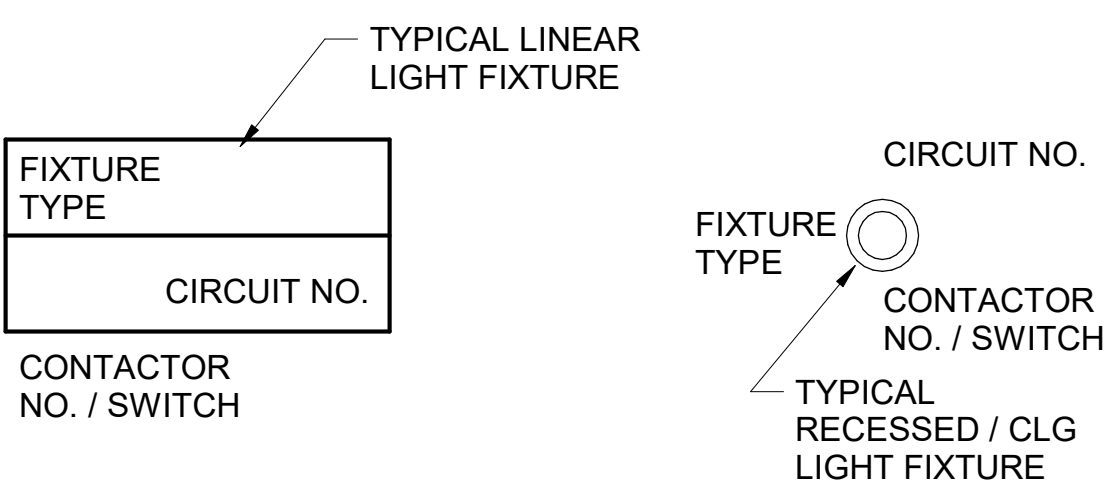 TYPICAL LINEAR
LIGHT FIXTURE
FIXTURE
TYPE
CIRCUIT NO.
CONTACTOR
NO. / SWITCH
CIRCUIT NO.
FIXTURE
TYPE
CONTACTOR
NO. / SWITCH
TYPICAL
RECESSED / CLG
LIGHT FIXTURE